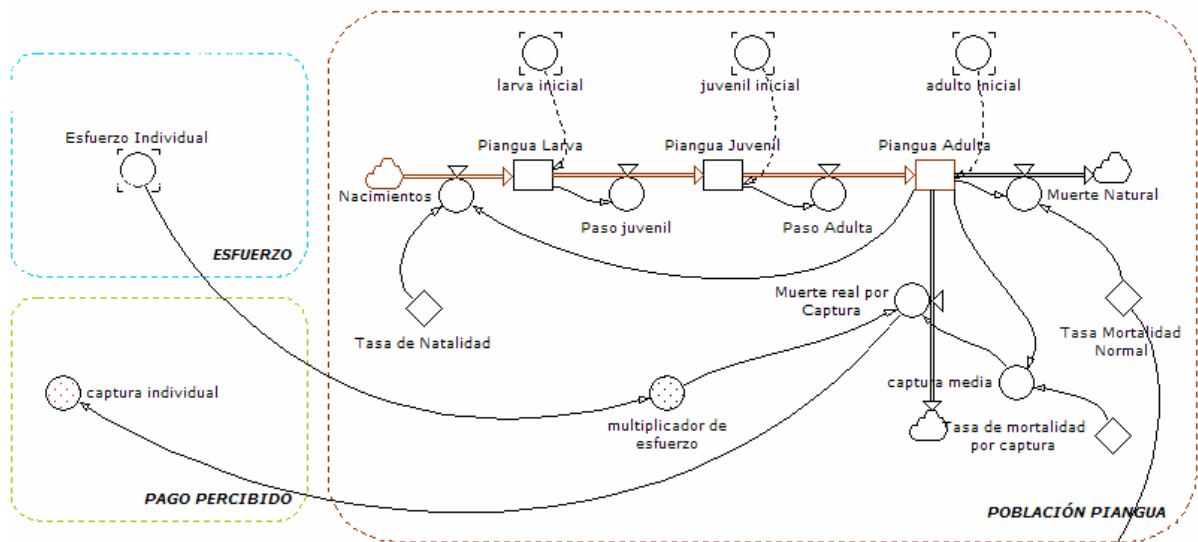 larva inicial
juvenil inicial
adulto Inicial
Esfuerzo Individual
Piangua Larva
Piangua Juvenil
Piangua Adulta
Nacimientos
Paso juvenil
Paso Adulta
Muerte Natural
ESFUERZO
Muerte real por
Captura
Tasa de Natalidad
Tasa Mortalidad
Normal
captura individual
captura media
multiplicador de
esfuerzo
Tasa de mortalidad
por captura
PAGO PERCIBIDO
POBLACIÓN PIANGUA